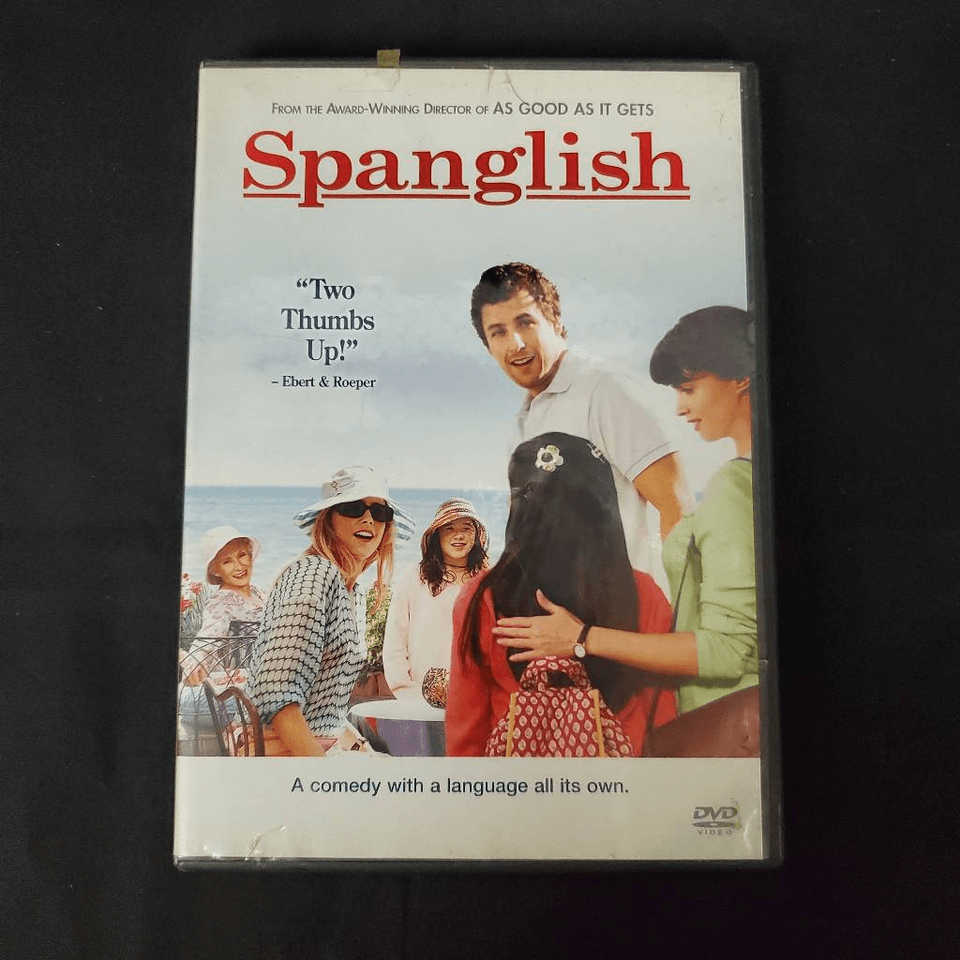 FROM THE AWARD-WINNING DIRECTOR OF AS GOOD AS IT GETS
Spanglish
“Two
Thumbs
Up!”
– Ebert & Roeper
A comedy with a language all its own.
DVD
VIDEO